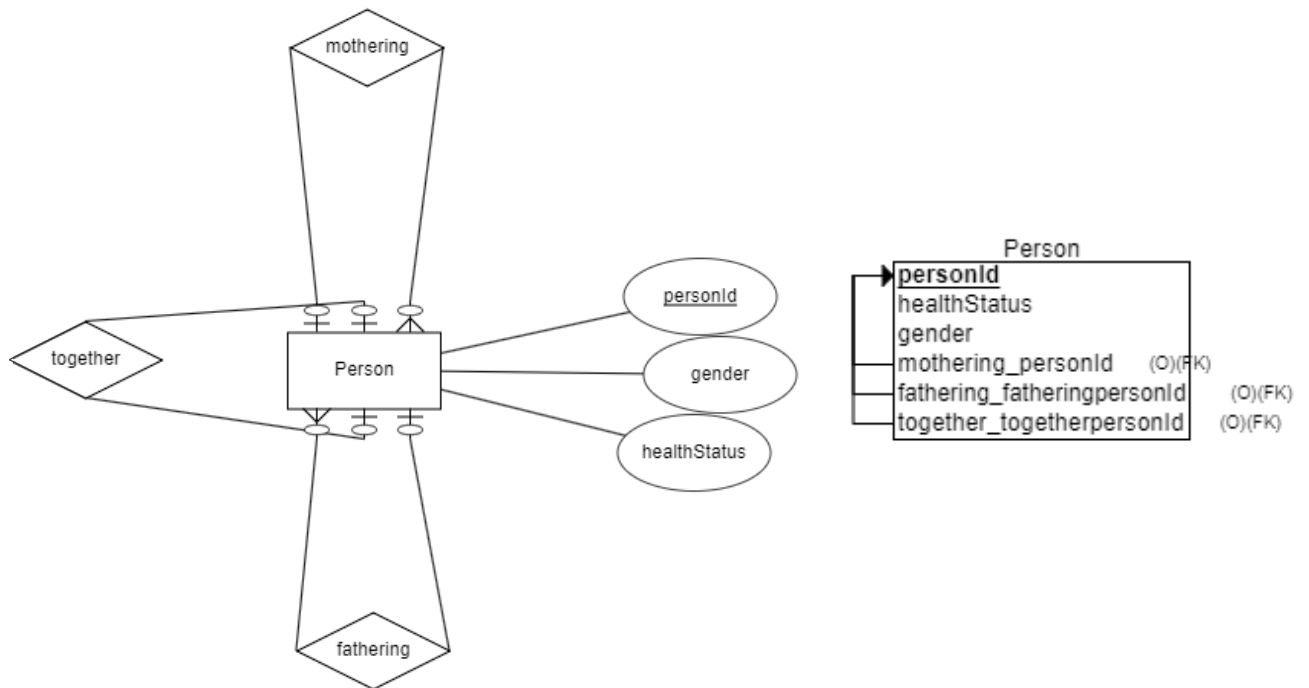 mothering
together
Person
personId
gender
healthStatus
fathering
Person
personId
healthStatus
gender
mothering_personId (O)(FK)
fathering_fatheringpersonId (O)(FK)
together_togetherpersonId (O)(FK)